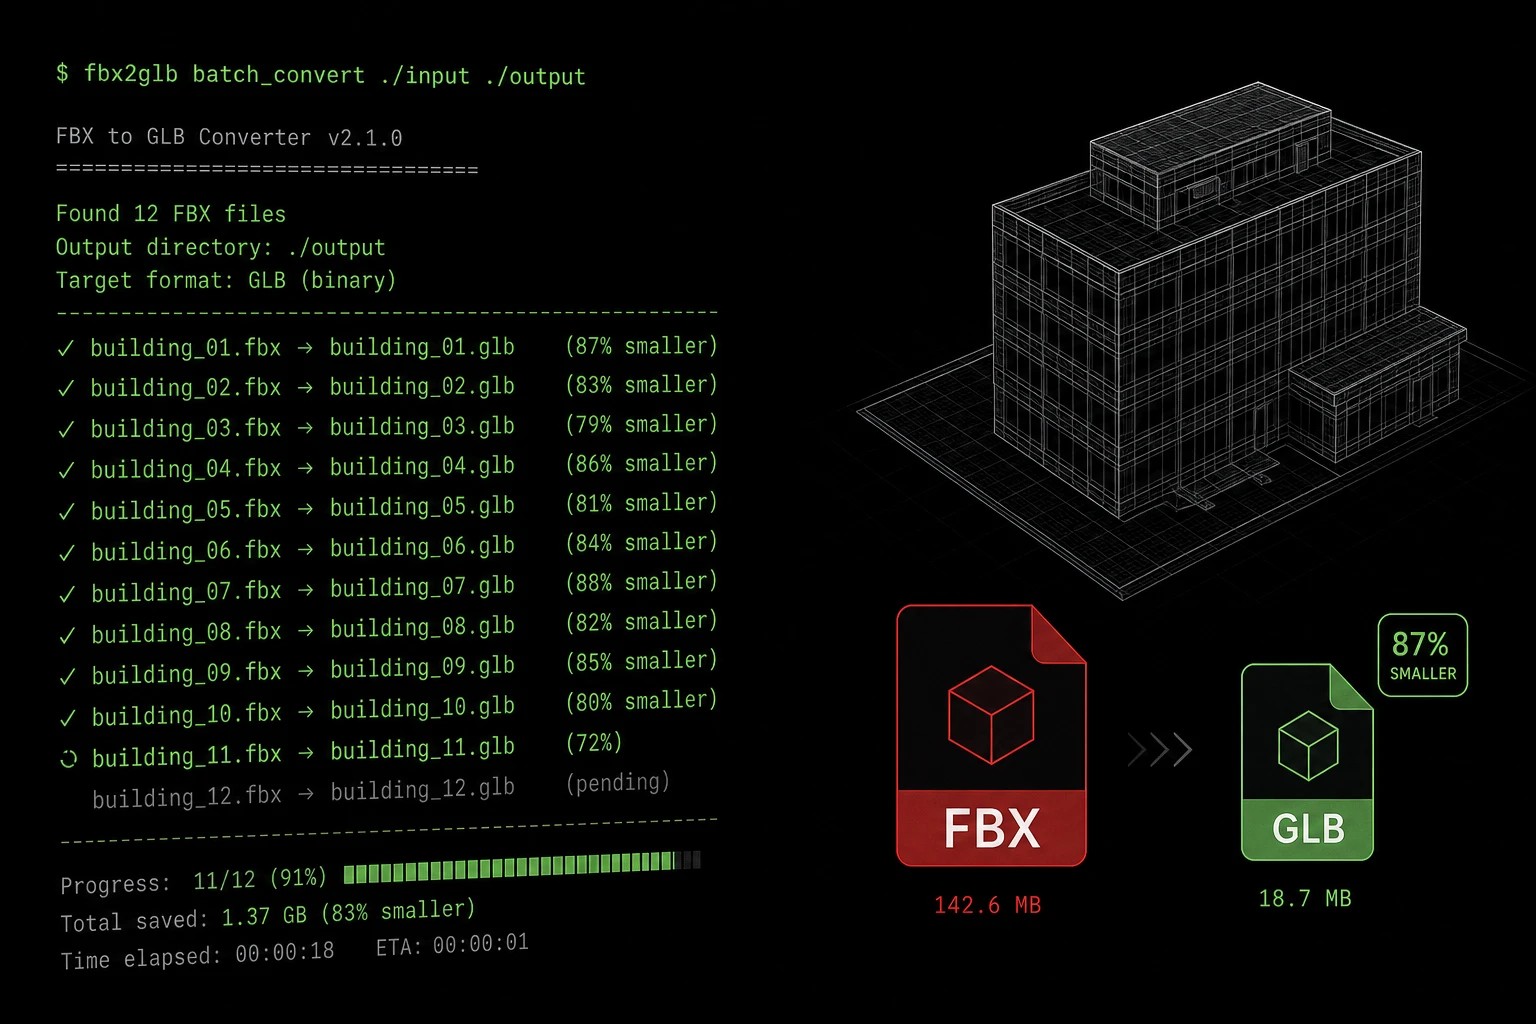 $ fbx2glb batch_convert ./input ./output
FBX to GLB Converter v2.1.0
=================================
Found 12 FBX files
Output directory: ./output
Target format: GLB (binary)
------------------------------------------------------
✓ building_01.fbx → building_01.glb (87% smaller)
✓ building_02.fbx → building_02.glb (83% smaller)
✓ building_03.fbx → building_03.glb (79% smaller)
✓ building_04.fbx → building_04.glb (86% smaller)
✓ building_05.fbx → building_05.glb (81% smaller)
✓ building_06.fbx → building_06.glb (84% smaller)
✓ building_07.fbx → building_07.glb (88% smaller)
✓ building_08.fbx → building_08.glb (82% smaller)
✓ building_09.fbx → building_09.glb (85% smaller)
✓ building_10.fbx → building_10.glb (80% smaller)
building_11.fbx → building_11.glb (72%)
building_12.fbx → building_12.glb (pending)
------------------------------------------------------
Progress: 11/12 (91%)
Total saved: 1.37 GB (83% smaller)
Time elapsed: 00:00:18 ETA: 00:00:01
FBX
142.6 MB
87%
SMALLER
GLB
18.7 MB